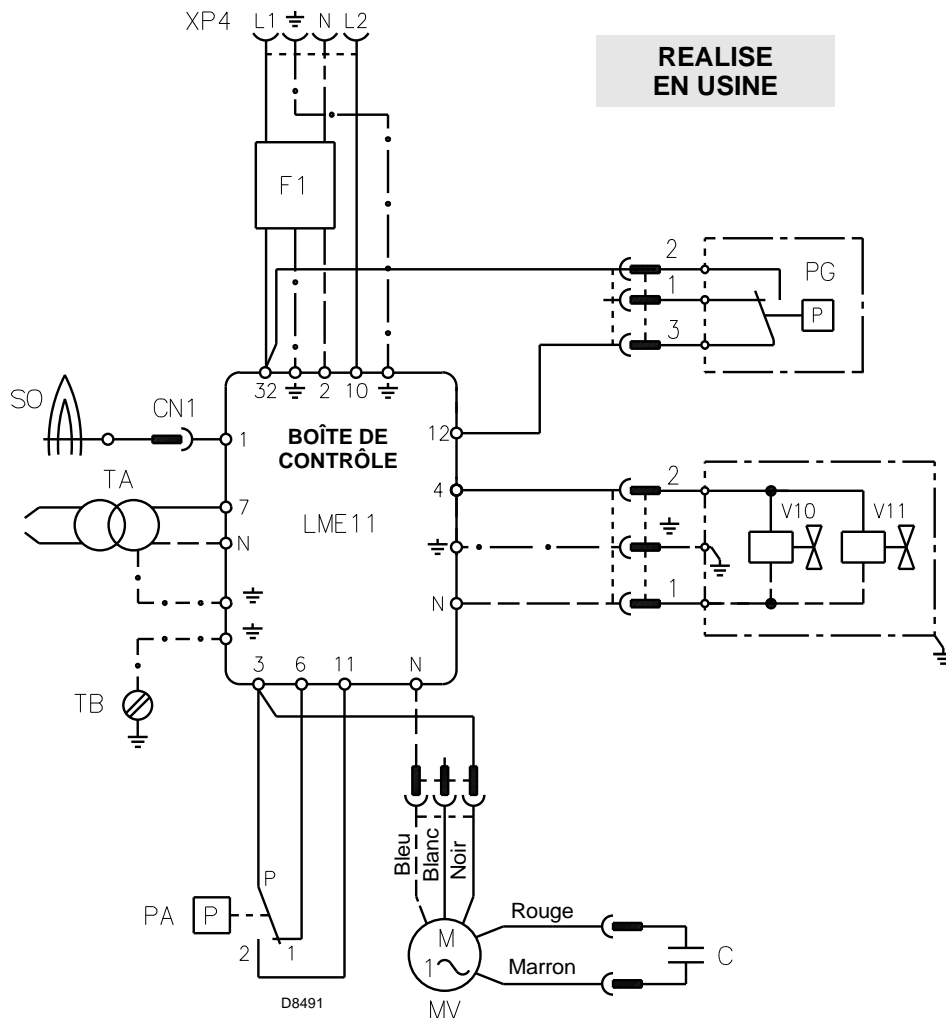 XP4 L1 N L2
REALISE
EN USINE
F1
2
PG
1
P
3
32 2 10
SO
CN1
1
BOÎTE DE
CONTRÔLE
12
TA
7
4
2
LME11
V10 V11
N
N
1
3 6 11 N
TB
Bleu
Blanc
Noir
P
PA P
2 1
Rouge
M
1
Marron
C
D8491
MV